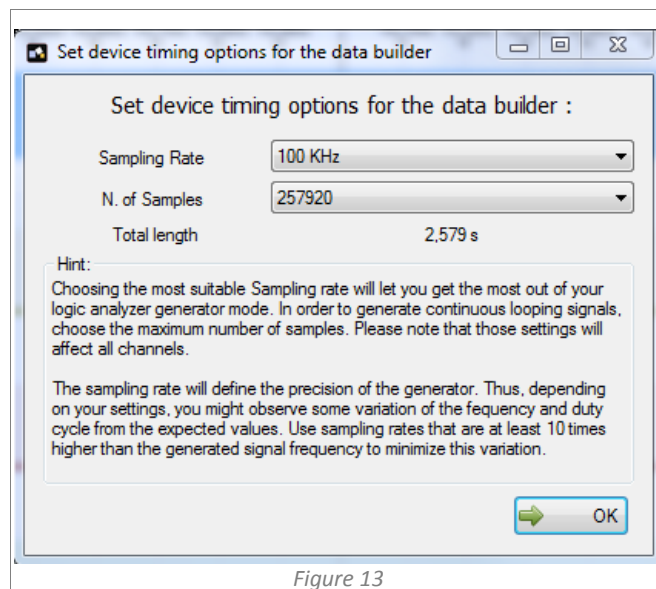 Set device timing options for the data builder
Set device timing options for the data builder :
Sampling Rate
100 KHz
N. of Samples
257920
Total length
2,579 s
Hint:
Choosing the most suitable Sampling rate will let you get the most out of your
logic analyzer generator mode. In order to generate continuous looping signals,
choose the maximum number of samples. Please note that those settings will
affect all channels.
The sampling rate will define the precision of the generator. Thus, depending
on your settings, you might observe some variation of the fequency and duty
cycle from the expected values. Use sampling rates that are at least 10 times
higher than the generated signal frequency to minimize this variation.
OK
Figure 13